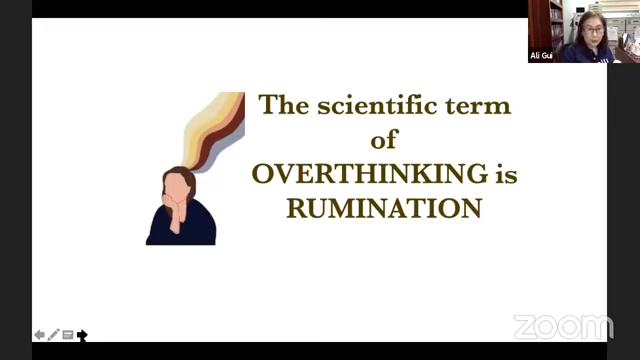 Ali Gui
The scientific term
of
OVERTHINKING is
RUMINATION
zoom